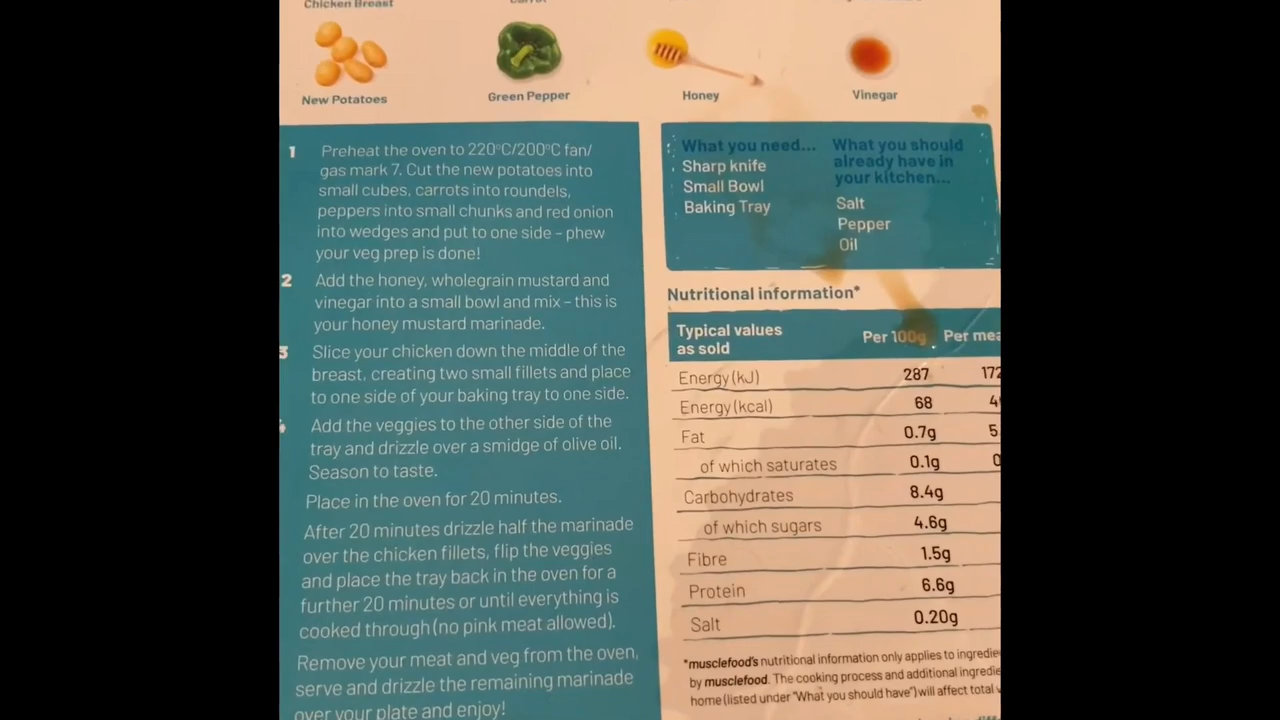 Chicken Breast
Carrot
New Potatoes
Green Pepper
Honey
Vinegar
1 Preheat the oven to 220°C/200°C fan/
gas mark 7. Cut the new potatoes into
small cubes, carrots into roundels,
peppers into small chunks and red onion
into wedges and put to one side – phew
your veg prep is done!
2 Add the honey, wholegrain mustard and
vinegar into a small bowl and mix – this is
your honey mustard marinade.
3 Slice your chicken down the middle of the
breast, creating two small fillets and place
to one side of your baking tray to one side.
Add the veggies to the other side of the
tray and drizzle over a smidge of olive oil.
Season to taste.
Place in the oven for 20 minutes.
After 20 minutes drizzle half the marinade
over the chicken fillets, flip the veggies
and place the tray back in the oven for a
further 20 minutes or until everything is
cooked through (no pink meat allowed).
Remove your meat and veg from the oven,
serve and drizzle the remaining marinade
over your plate and enjoy!
What you need...
Sharp knife
Small Bowl
Baking Tray
What you should
already have in
your kitchen...
Salt
Pepper
Oil
Nutritional information*
Typical values
as sold
Per 100g Per
Energy (kJ) 287 172
Energy (kcal) 68 4
Fat 0.7g 5
of which saturates 0.1g 0
Carbohydrates 8.4g
of which sugars 4.6g
Fibre 1.5g
Protein 6.6g
Salt 0.20g
*musclefood's nutritional information only applies to
by musclefood. The cooking process and additional
home (listed under "What you should have") will affect total